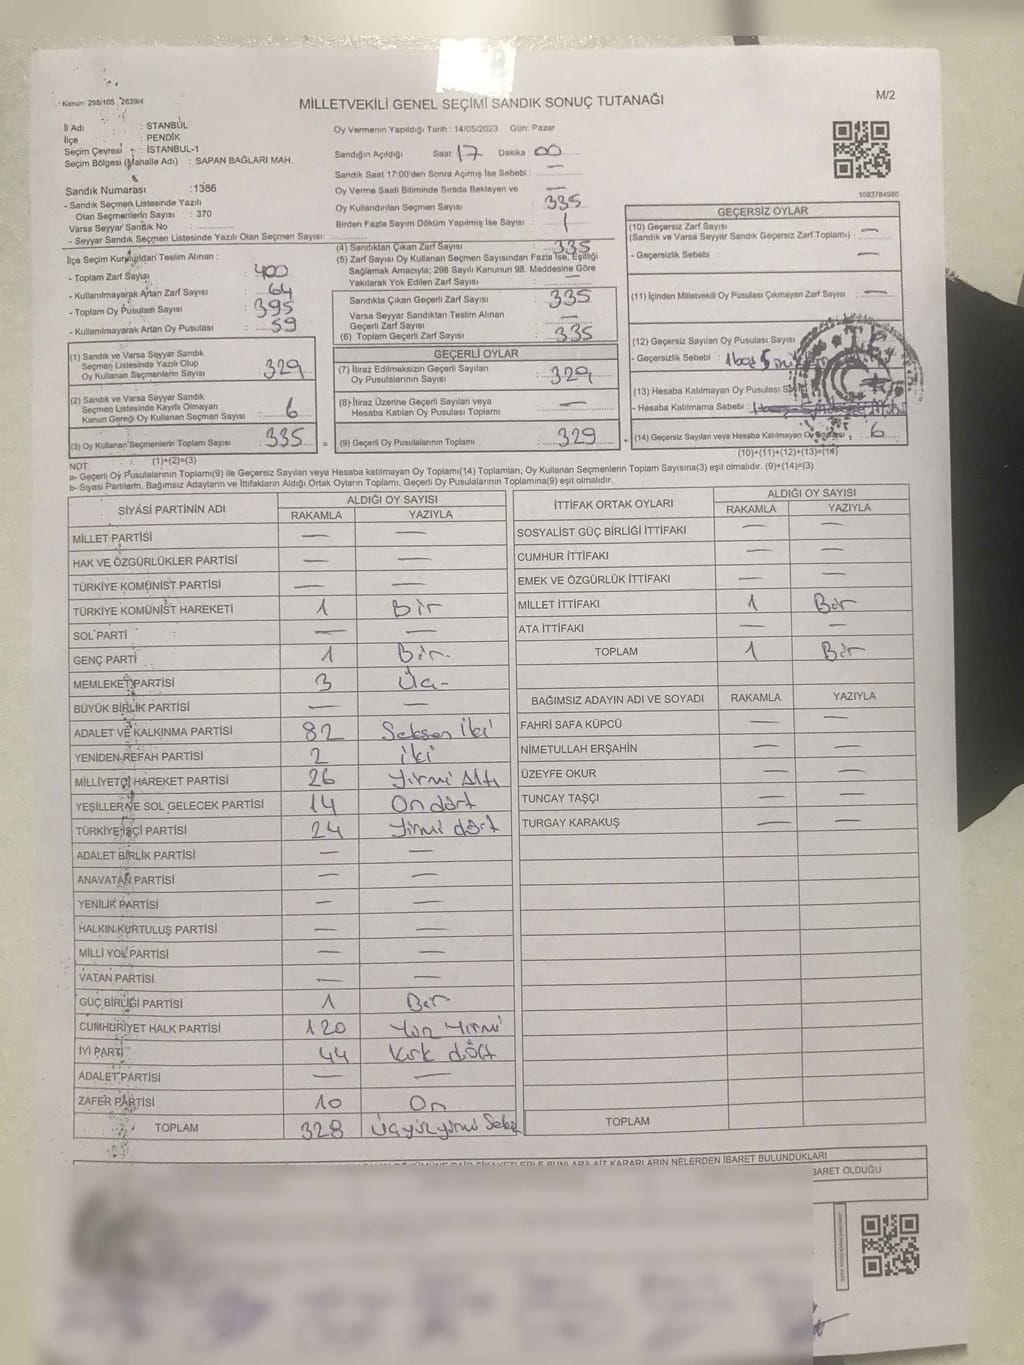 Kanun: 298/105 2839/4
MİLLETVEKİLİ GENEL SEÇİMİ SANDIK SONUÇ TUTANAĞI
M/2
İl Adı : STANBUL
İlçe : PENDİK
Seçim Çevresi : İSTANBUL-1
Seçim Bölgesi (Mahalle Adı) : SAPAN BAĞLARI MAH.
Sandık Numarası : 1386
- Sandık Seçmen Listesinde Yazılı
Olan Seçmenlerin Sayısı : 370
Varsa Seyyar Sandık No :
- Seyyar Sandık Seçmen Listesinde Yazılı Olan Seçmen Sayısı:
Oy Vermenin Yapıldığı Tarih : 14/05/2023 Gün: Pazar
Sandığın Açıldığı Saat: 17 Dakika : 00
Sandık Saat 17:00'den Sonra Açımış İse Sebebi : —
Oy Verme Saati Bitiminde Sırada Bekleyen ve —
Oy Kullandırılan Seçmen Sayısı : 335
Birden Fazla Sayım Döküm Yapılmış İse Sayısı : 1
1083784980
İlçe Seçim Kurulundan Teslim Alınan :
- Toplam Zarf Sayısı : 400
- Kullanılmayarak Artan Zarf Sayısı : 64
- Toplam Oy Pusulası Sayısı : 395
- Kullanılmayarak Artan Oy Pusulası : 59
(4) Sandıktan Çıkan Zarf Sayısı : 335
(5) Zarf Sayısı Oy Kullanan Seçmen Sayısından Fazla İse, Eşitliği
Sağlamak Amacıyla; 298 Sayılı Kanunun 98. Maddesine Göre
Yakılarak Yok Edilen Zarf Sayısı : —
Sandıkta Çıkan Geçerli Zarf Sayısı : 335
Varsa Seyyar Sandıktan Teslim Alınan
Geçerli Zarf Sayısı : —
(6) Toplam Geçerli Zarf Sayısı : 335
(1) Sandık ve Varsa Seyyar Sandık
Seçmen Listesinde Yazılı Olup
Oy Kullanan Seçmenlerin Sayısı : 329
(2) Sandık ve Varsa Seyyar Sandık
Seçmen Listesinde Kayıtlı Olmayan
Kanun Gereği Oy Kullanan Seçmen Sayısı : 6
(3) Oy Kullanan Seçmenlerin Toplam Sayısı : 335
(1)+(2)=(3)
GEÇERLİ OYLAR
(7) İtiraz Edilmeksizin Geçerli Sayılan
Oy Pusulalarının Sayısı : 329
(8) İtiraz Üzerine Geçerli Sayılan veya
Hesaba Katılan Oy Pusulası Toplamı : —
= (9) Geçerli Oy Pusulalarının Toplamı : 329 +
GEÇERSİZ OYLAR
(10) Geçersiz Zarf Sayısı
(Sandık ve Varsa Seyyar Sandık Geçersiz Zarf Toplamı) : —
- Geçersizlik Sebebi : —
(11) İçinden Milletvekili Oy Pusulası Çıkmayan Zarf Sayısı : —
(12) Geçersiz Sayılan Oy Pusulası Sayısı
- Geçersizlik Sebebi :
(13) Hesaba Katılmayan Oy Pusulası
- Hesaba Katılmama Sebebi :
(14) Geçersiz Sayılan veya Hesaba Katılmayan Oy : 6
(10)+(11)+(12)+(13)=(14)
NOT:
a- Geçerli Oy Pusulalarının Toplamı(9) ile Geçersiz Sayılan veya Hesaba katılmayan Oy Toplamı(14) Toplamları, Oy Kullanan Seçmenlerin Toplam Sayısına(3) eşit olmalıdır. (9)+(14)=(3)
b- Siyasi Partilerin, Bağımsız Adayların ve İttifakların Aldığı Ortak Oyların Toplamı, Geçerli Oy Pusulalarının Toplamına(9) eşit olmalıdır.
SİYASİ PARTİNİN ADI ALDIĞI OY SAYISI
RAKAMLA YAZIYLA
MİLLET PARTİSİ — —
HAK VE ÖZGÜRLÜKLER PARTİSİ — —
TÜRKİYE KOMÜNİST PARTİSİ — —
TÜRKİYE KOMÜNİST HAREKETİ 1 Bir
SOL PARTİ — —
GENÇ PARTİ 1 Bir.
MEMLEKET PARTİSİ 3 Üç
BÜYÜK BİRLİK PARTİSİ — —
ADALET VE KALKINMA PARTİSİ 82 Seksen İki
YENİDEN REFAH PARTİSİ 2 İki
MİLLİYETÇİ HAREKET PARTİSİ 26 Yirmi Altı
YEŞİLLER VE SOL GELECEK PARTİSİ 14 On dört
TÜRKİYE İŞÇİ PARTİSİ 24 Yirmi dört
ADALET BİRLİK PARTİSİ — —
ANAVATAN PARTİSİ — —
YENİLİK PARTİSİ — —
HALKIN KURTULUŞ PARTİSİ — —
MİLLİ YOL PARTİSİ — —
VATAN PARTİSİ — —
GÜÇ BİRLİĞİ PARTİSİ 1 Bir
CUMHURİYET HALK PARTİSİ 120 Yüz Yirmi
İYİ PARTİ 44 Kırk dört
ADALET PARTİSİ — —
ZAFER PARTİSİ 10 On
TOPLAM 328
İTTİFAK ORTAK OYLARI ALDIĞI OY SAYISI
RAKAMLA YAZIYLA
SOSYALİST GÜÇ BİRLİĞİ İTTİFAKI — —
CUMHUR İTTİFAKI — —
EMEK VE ÖZGÜRLÜK İTTİFAKI — —
MİLLET İTTİFAKI 1 Bir
ATA İTTİFAKI — —
TOPLAM 1 Bir
BAĞIMSIZ ADAYIN ADI VE SOYADI RAKAMLA YAZIYLA
FAHRİ SAFA KÜPCÜ — —
NİMETULLAH ERŞAHİN — —
ÜZEYFE OKUR — —
TUNCAY TAŞÇI — —
TURGAY KARAKUŞ — —
TOPLAM
KARARLARIN NELERDEN İBARET BULUNDUKLARI
BARET OLDUĞU